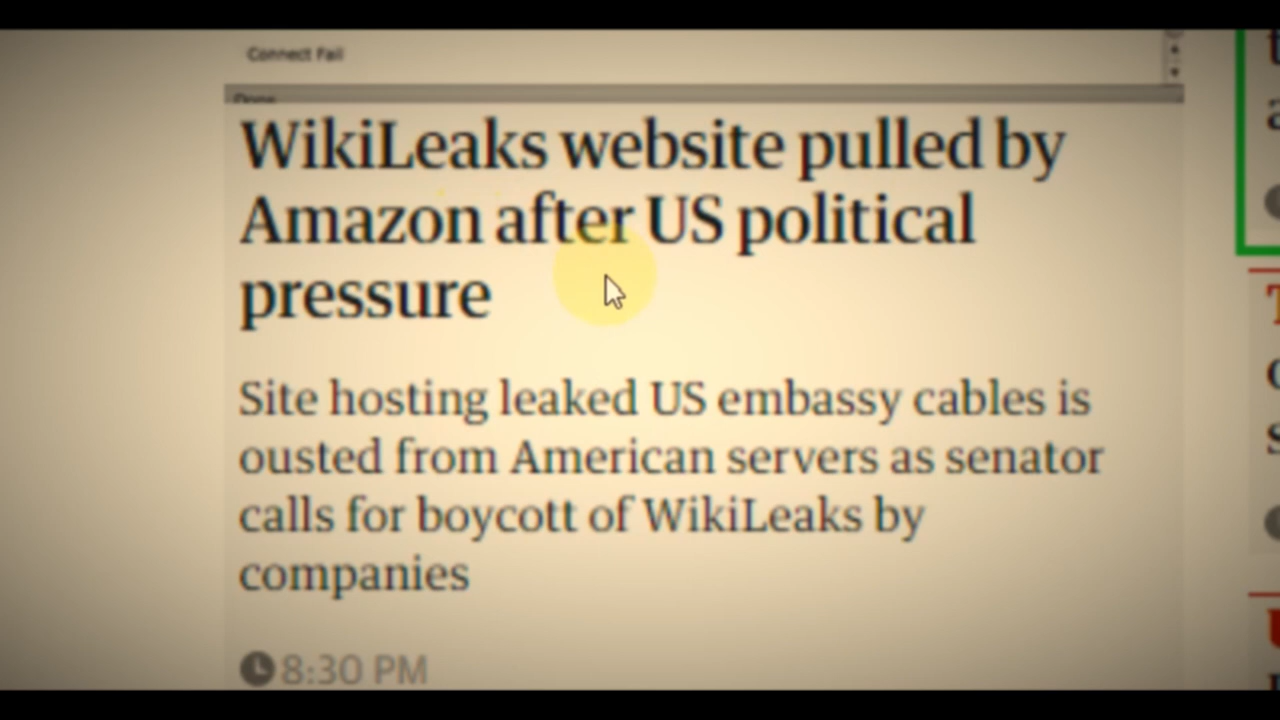 Connect Fail
Done
WikiLeaks website pulled by
Amazon after US political
pressure
Site hosting leaked US embassy cables is
ousted from American servers as senator
calls for boycott of WikiLeaks by
companies
8:30 PM